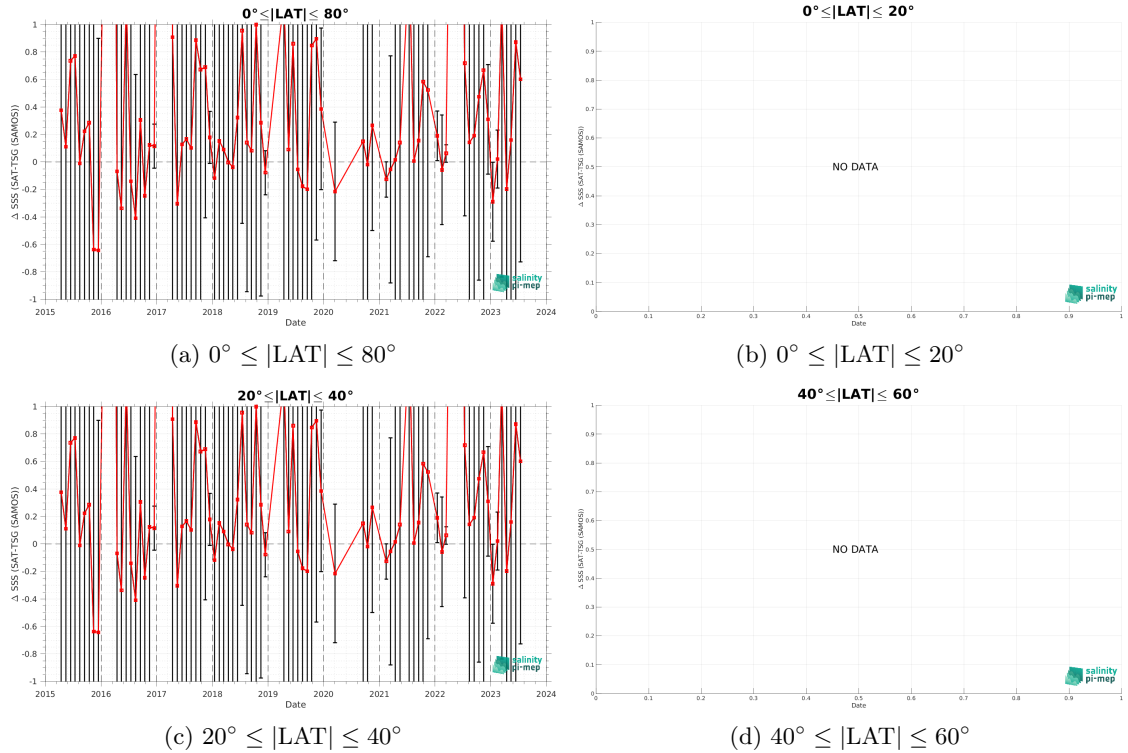 0°≤|LAT|≤ 80°
Δ SSS (SAT-TSG (SAMOS))
1
0.8
0.6
0.4
0.2
0
-0.2
-0.4
-0.6
-0.8
-1
2015 2016 2017 2018 2019 2020 2021 2022 2023 2024
Date
salinity
pi-mep
(a) 0° ≤ |LAT| ≤ 80°
0°≤|LAT|≤ 20°
Δ SSS (SAT-TSG (SAMOS))
1
0.9
0.8
0.7
0.6
0.5
0.4
0.3
0.2
0.1
0
NO DATA
0 0.1 0.2 0.3 0.4 0.5 0.6 0.7 0.8 0.9 1
Date
salinity
pi-mep
(b) 0° ≤ |LAT| ≤ 20°
20°≤|LAT|≤ 40°
Δ SSS (SAT-TSG (SAMOS))
1
0.8
0.6
0.4
0.2
0
-0.2
-0.4
-0.6
-0.8
-1
2015 2016 2017 2018 2019 2020 2021 2022 2023 2024
Date
salinity
pi-mep
(c) 20° ≤ |LAT| ≤ 40°
40°≤|LAT|≤ 60°
Δ SSS (SAT-TSG (SAMOS))
1
0.9
0.8
0.7
0.6
0.5
0.4
0.3
0.2
0.1
0
NO DATA
0 0.1 0.2 0.3 0.4 0.5 0.6 0.7 0.8 0.9 1
Date
salinity
pi-mep
(d) 40° ≤ |LAT| ≤ 60°